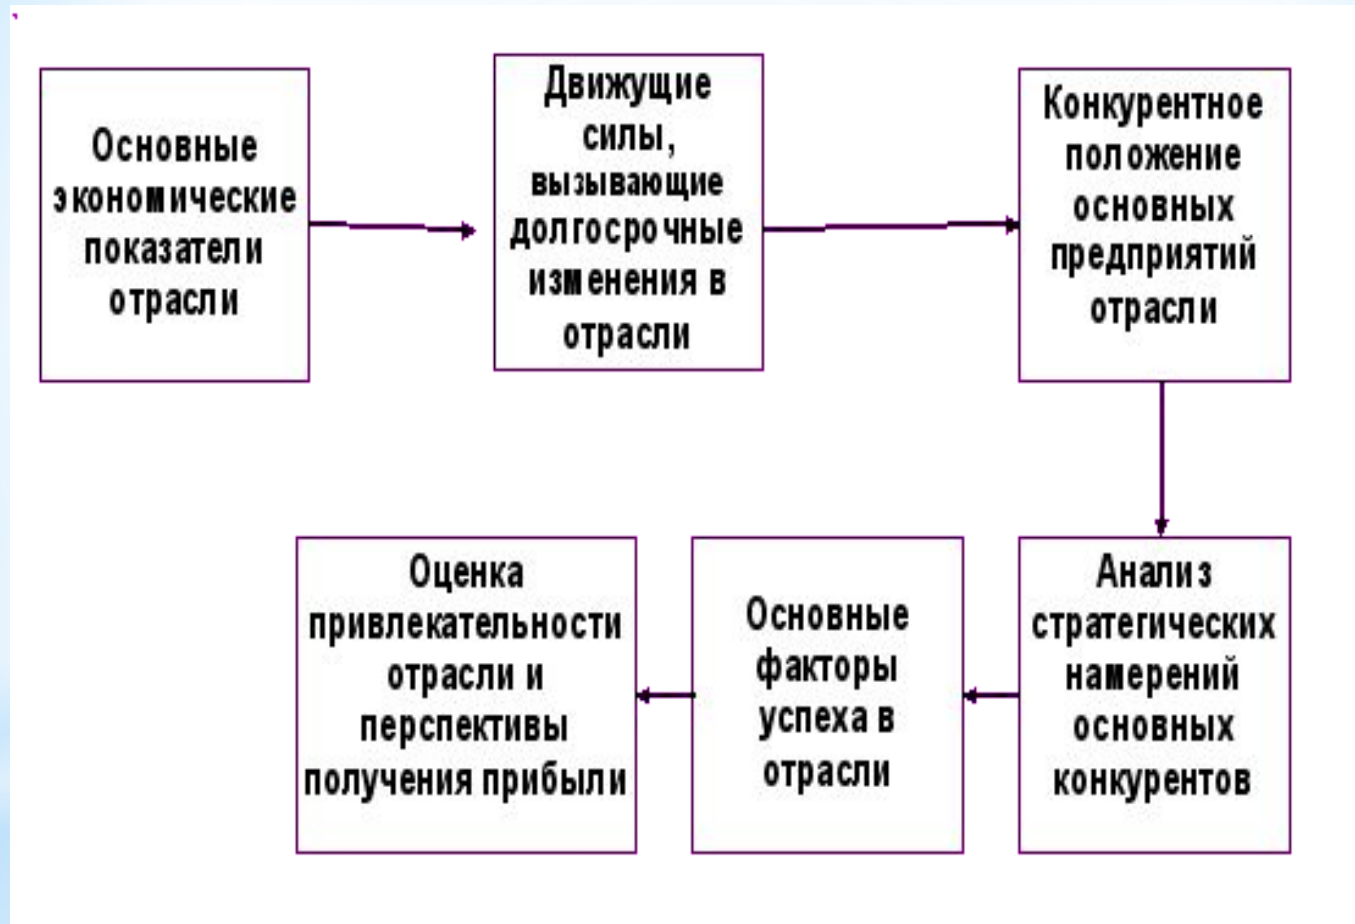 Основные
экономические
показатели
отрасли
Движущие
силы,
вызывающие
долгосрочные
изменения в
отрасли
Конкурентное
положение
основных
предприятий
отрасли
Анализ
стратегических
намерений
основных
конкурентов
Основные
факторы
успеха в
отрасли
Оценка
привлекательности
отрасли и
перспективы
получения прибыли